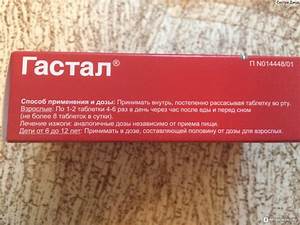 Гастал®
П N014448/01
Способ применения и дозы: Принимать внутрь, постепенно рассасывая таблетку во рту.
Взрослые: По 1-2 таблетки 4-6 раз в день через час после еды и перед сном
(не более 8 таблеток в сутки).
Лечение изжоги: аналогичные дозы независимо от приема пищи.
Дети от 6 до 12 лет: Принимать в дозе, составляющей половину от дозы для взрослых.